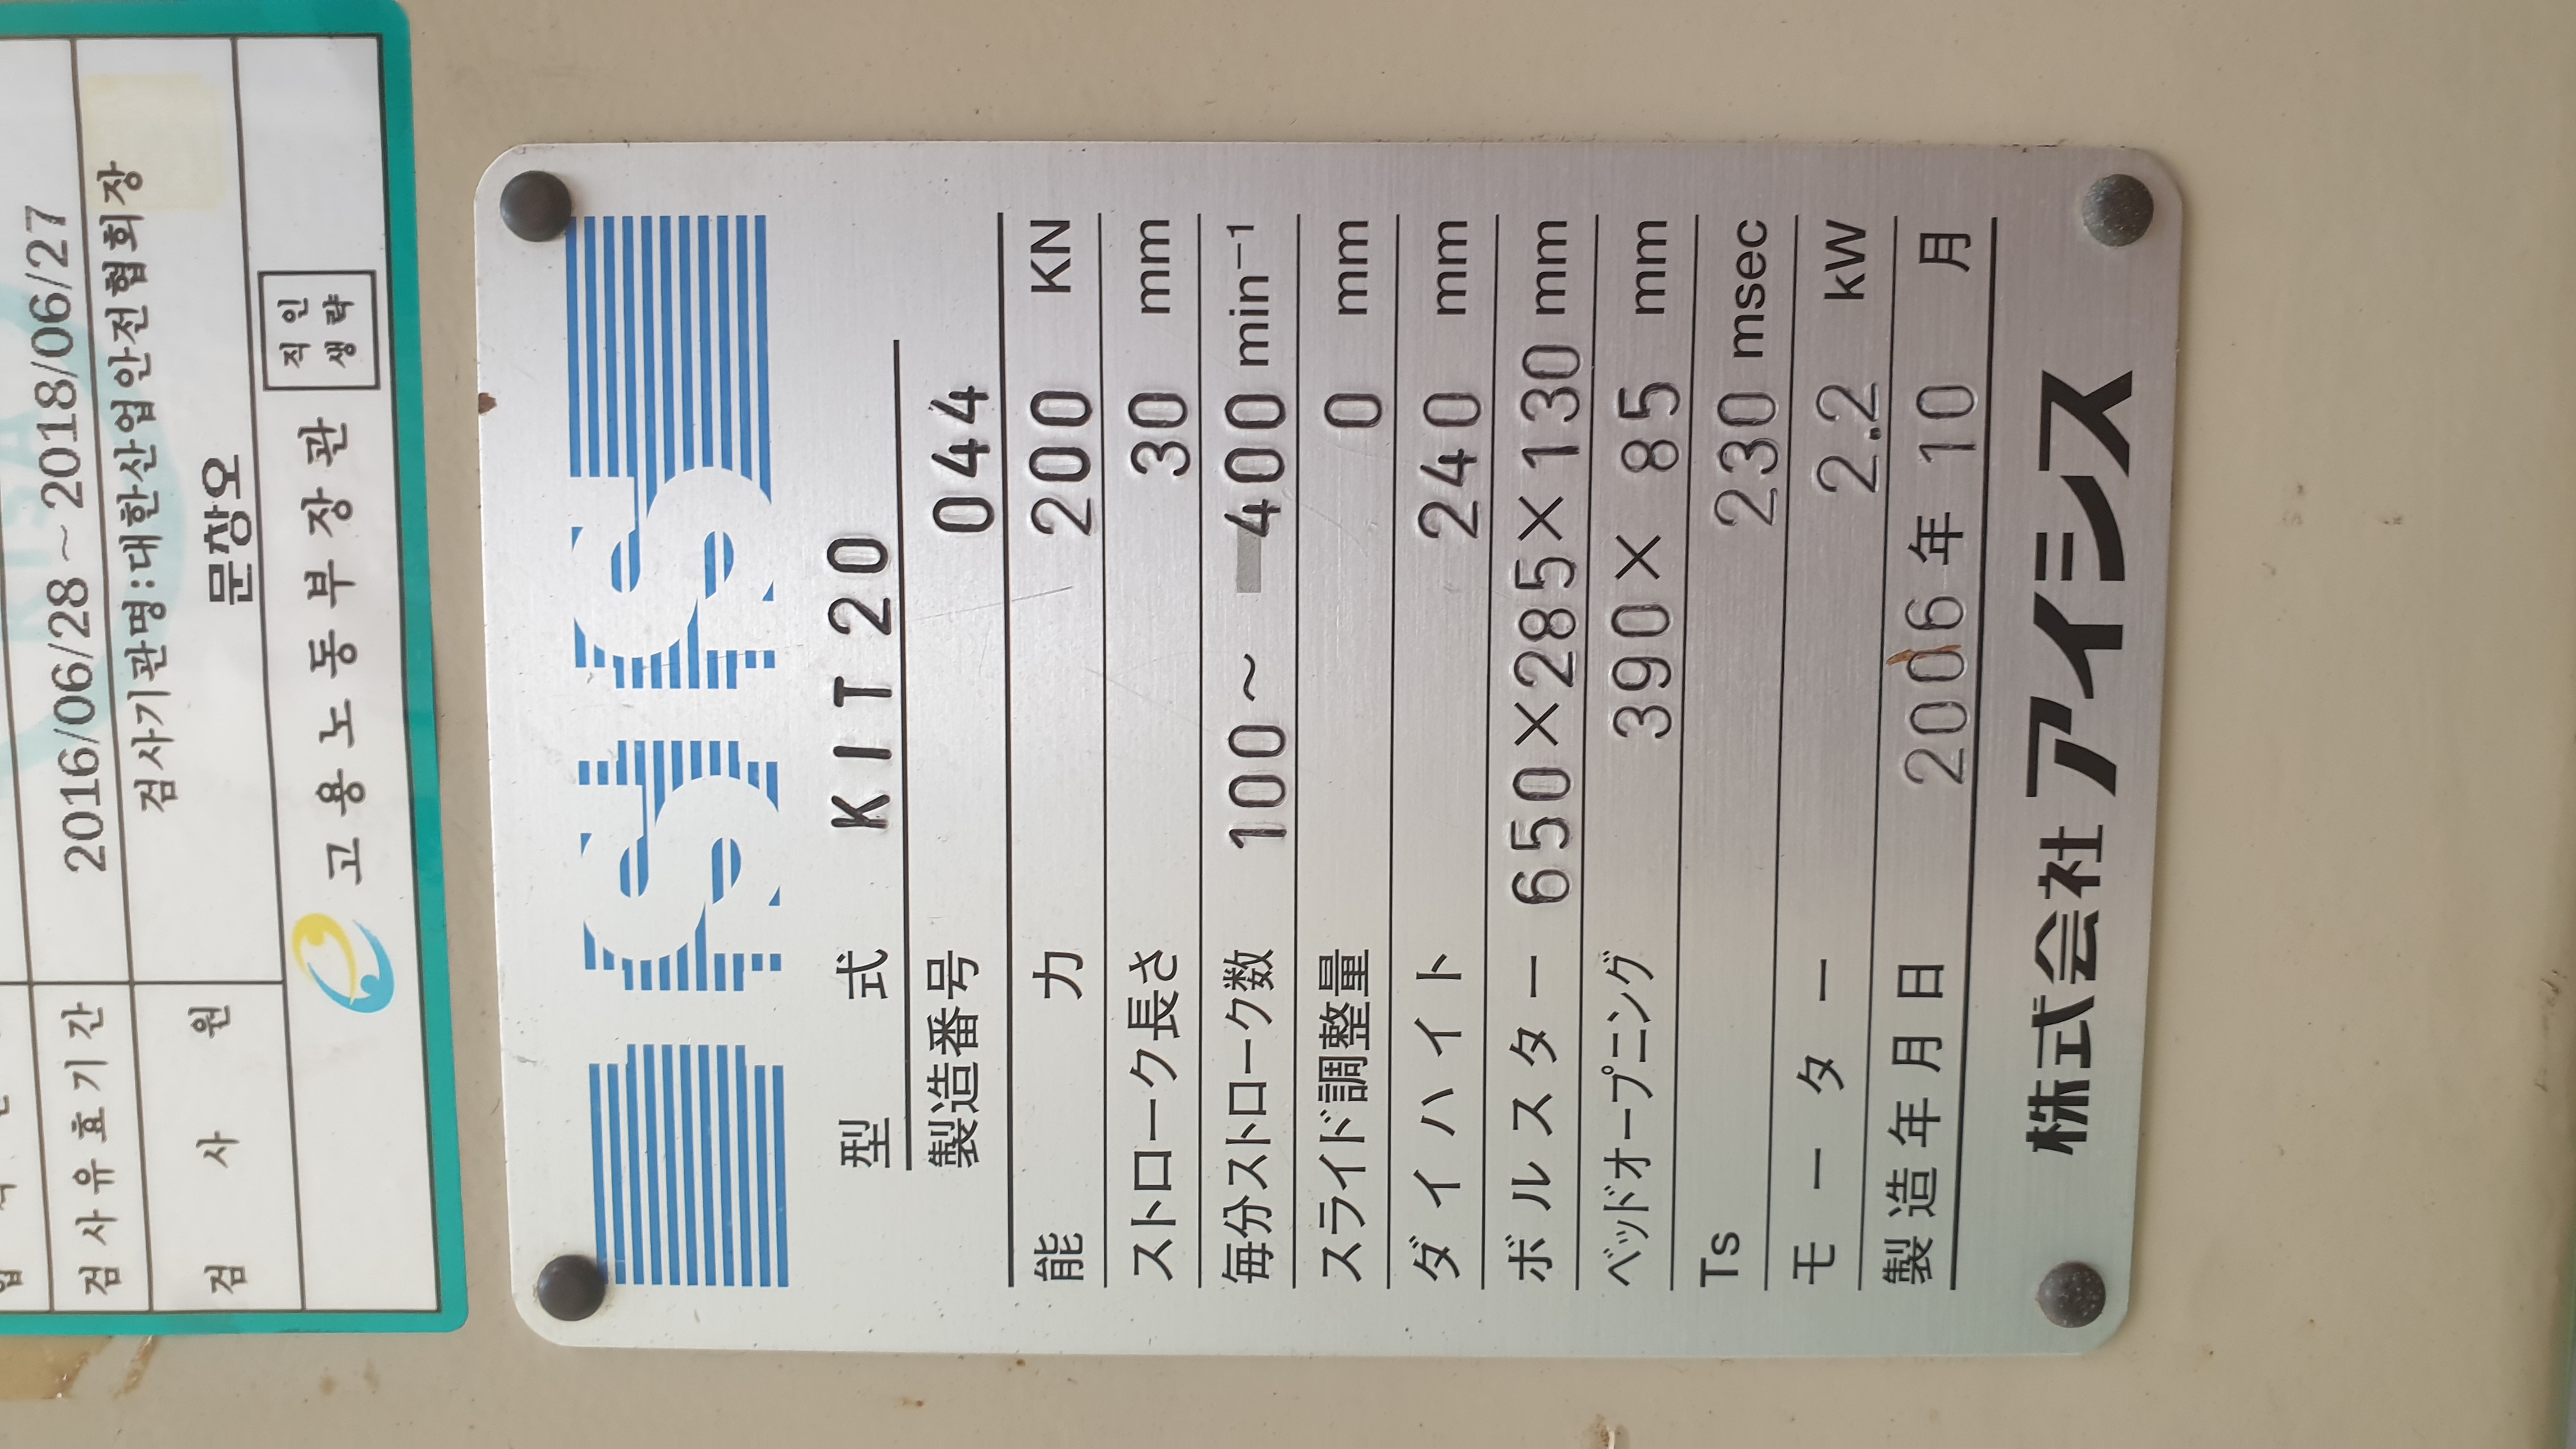 검사유효기간 2016/06/28 ~ 2018/06/27
검사원 검사기관명:대한산업안전협회장
문창오
고용노동부장관 직인생략
ISIS
型式 KIT20
製造番号 044
能力 200 KN
ストローク長さ 30 mm
毎分ストローク数 100~ 400 min⁻¹
スライド調整量 0 mm
ダイハイト 240 mm
ボルスター 650×285×130 mm
ベッドオープニング 390× 85 mm
Ts 230 msec
モーター 2.2 kW
製造年月日 2006年 10 月
株式会社アイシス